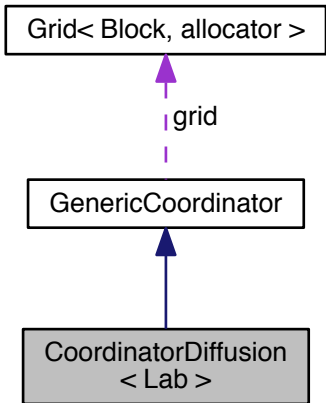 Grid< Block, allocator >
grid
GenericCoordinator
CoordinatorDiffusion
< Lab >